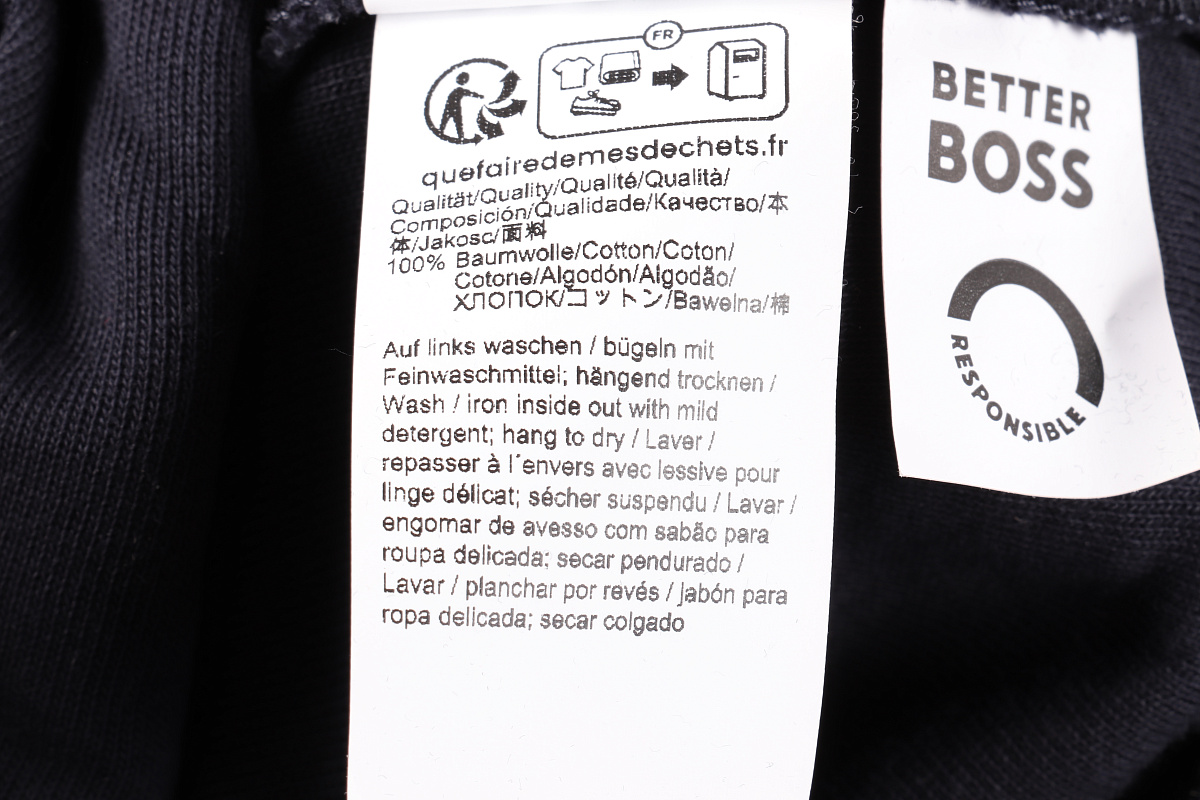 FR
quefairedemesdechets.fr
Qualität/Quality/Qualité/Qualità/
Composición/Qualidade/Качество/本
体/Jakosc/面料
100% Baumwolle/Cotton/Coton/
Cotone/Algodón/Algodão/
ХЛОПОК/コットン/Bawelna/棉
Auf links waschen / bügeln mit
Feinwaschmittel; hängend trocknen /
Wash / iron inside out with mild
detergent; hang to dry / Laver /
repasser à l´envers avec lessive pour
linge délicat; sécher suspendu / Lavar /
engomar de avesso com sabão para
roupa delicada; secar pendurado /
Lavar / planchar por revés / jabón para
ropa delicada; secar colgado
BETTER
BOSS
RESPONSIBLE